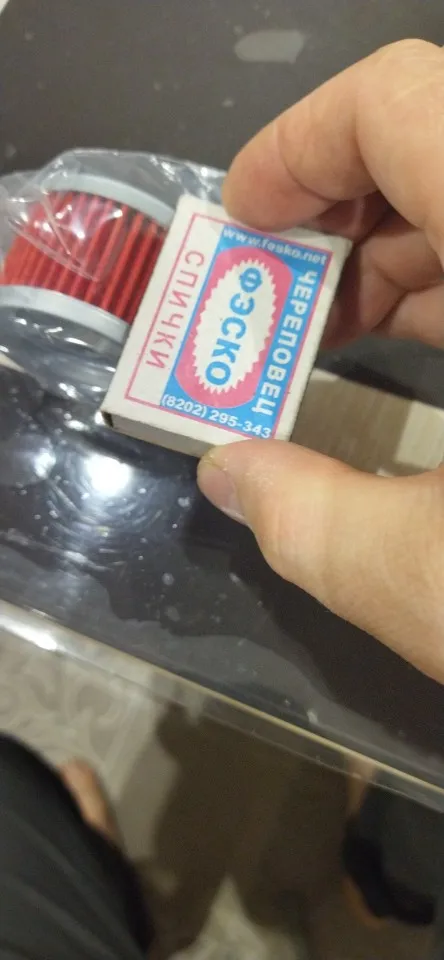 www.fesko.net
СПИЧКИ
ФЭСКО
ЧЕРЕПОВЕЦ
(8202) 295-343